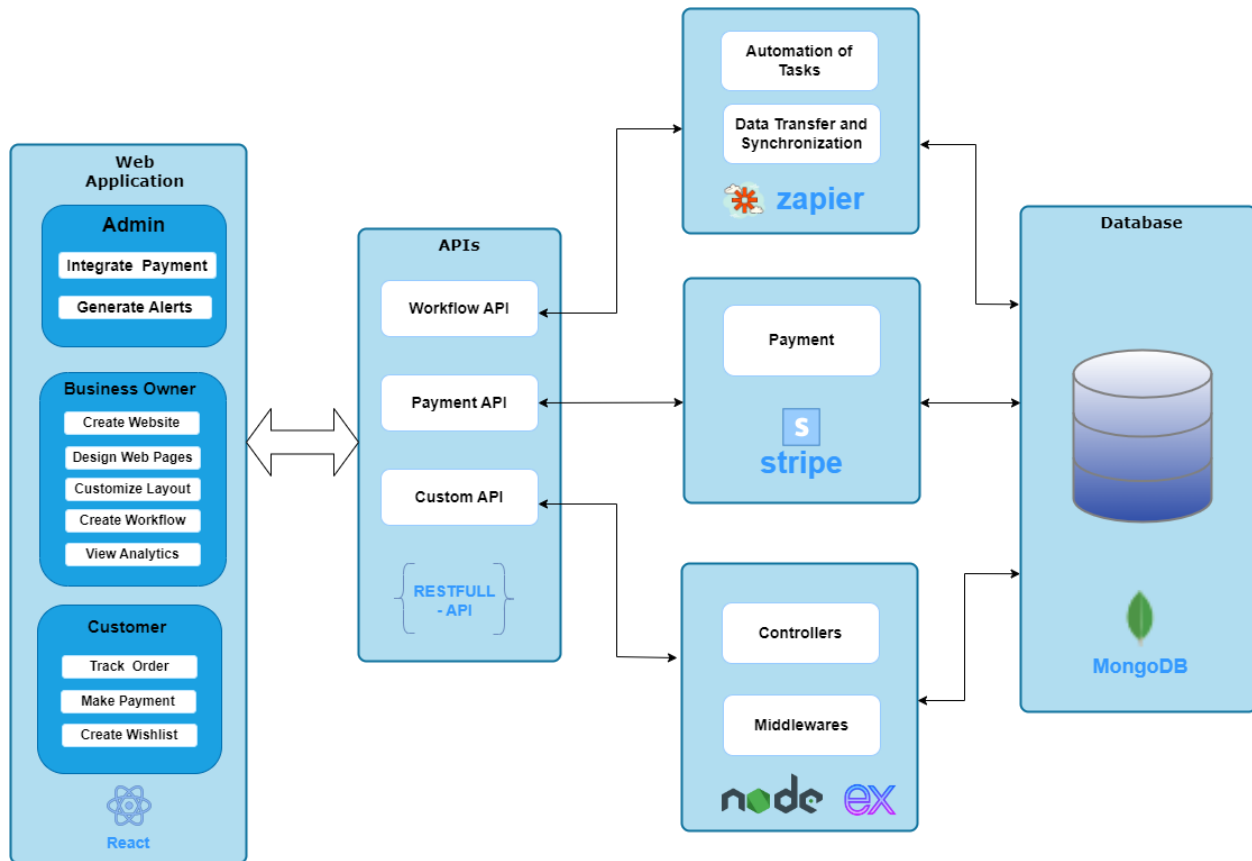 Web
Application
Admin
Integrate Payment
Generate Alerts
Business Owner
Create Website
Design Web Pages
Customize Layout
Create Workflow
View Analytics
Customer
Track Order
Make Payment
Create Wishlist
React
APIs
Workflow API
Payment API
Custom API
RESTFULL
- API
Automation of
Tasks
Data Transfer and
Synchronization
zapier
Payment
S
stripe
Controllers
Middlewares
node
ex
Database
MongoDB